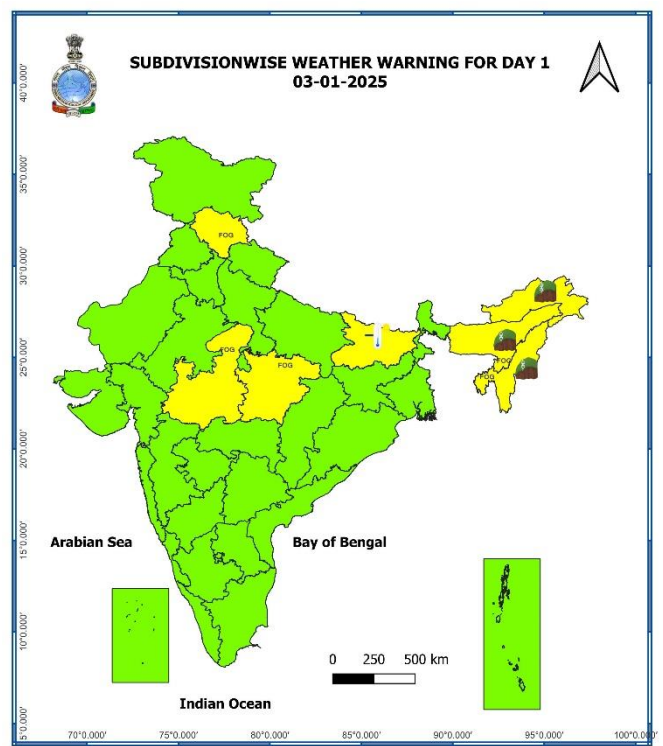 SUBDIVISIONWISE WEATHER WARNING FOR DAY 1
03-01-2025
40°0.000'
35°0.000'
30°0.000'
25°0.000'
20°0.000'
15°0.000'
10°0.000'
5°0.000'
FOG
FOG
FOG
FOG
FOG
Arabian Sea
Bay of Bengal
0 250 500 km
Indian Ocean
70°0.000' 75°0.000' 80°0.000' 85°0.000' 90°0.000' 95°0.000' 100°0.000'